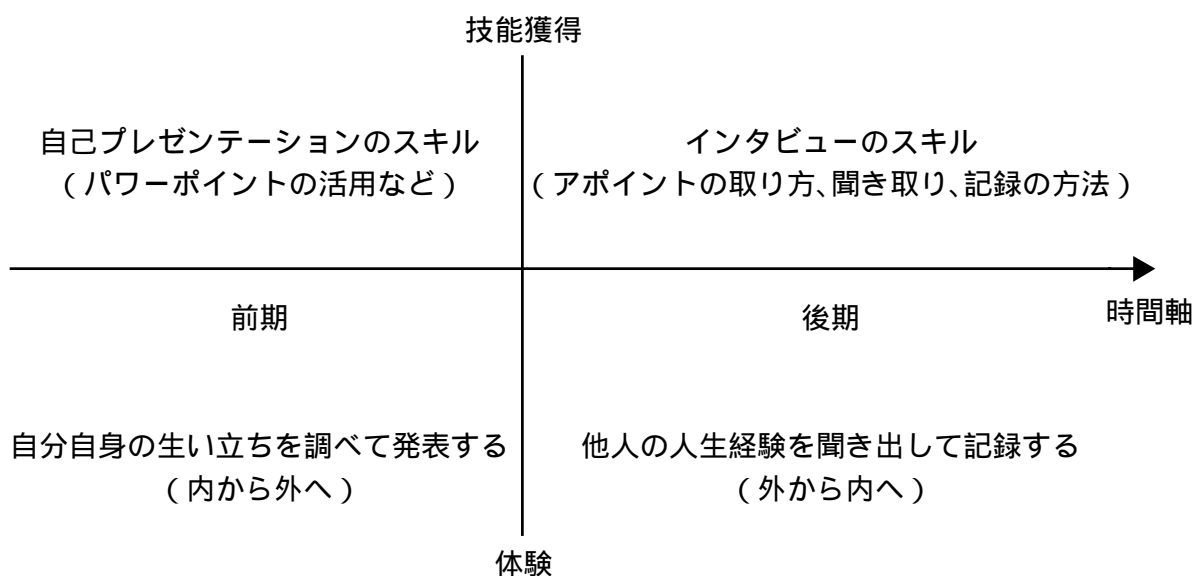 技能獲得
自己プレゼンテーションのスキル
(パワーポイントの活用など)
インタビューのスキル
(アポイントの取り方、聞き取り、記録の方法)
前期
後期
時間軸
自分自身の生い立ちを調べて発表する
(内から外へ)
他人の人生経験を聞き出して記録する
(外から内へ)
体験